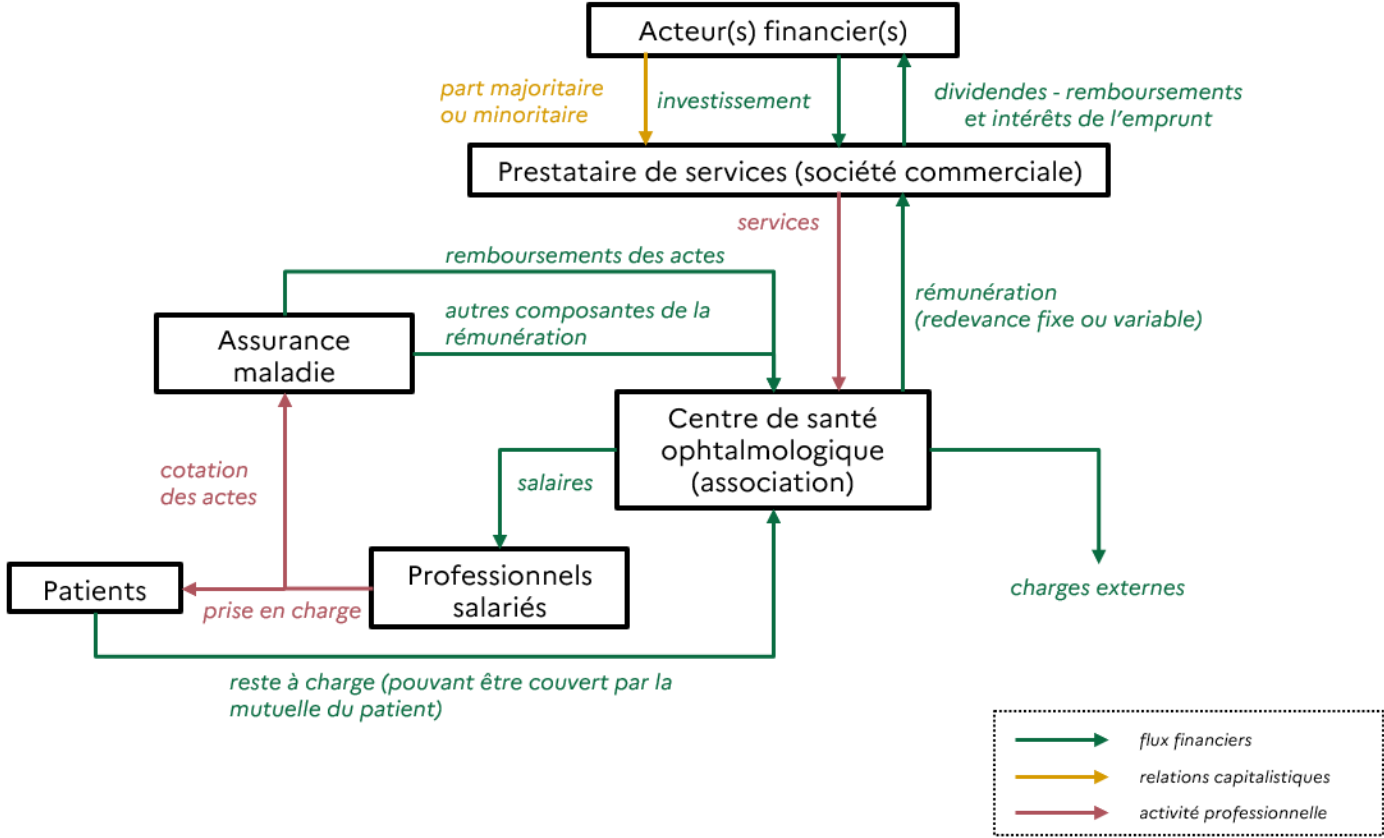 Acteur(s) financier(s)
part majoritaire
ou minoritaire
investissement
dividendes - remboursements
et intérêts de l'emprunt
Prestataire de services (société commerciale)
services
remboursements des actes
autres composantes de la
rémunération
rémunération
(redevance fixe ou variable)
Assurance
maladie
Centre de santé
ophtalmologique
(association)
cotation
des actes
salaires
Patients
prise en charge
Professionnels
salariés
charges externes
reste à charge (pouvant être couvert par la
mutuelle du patient)
flux financiers
relations capitalistiques
activité professionnelle